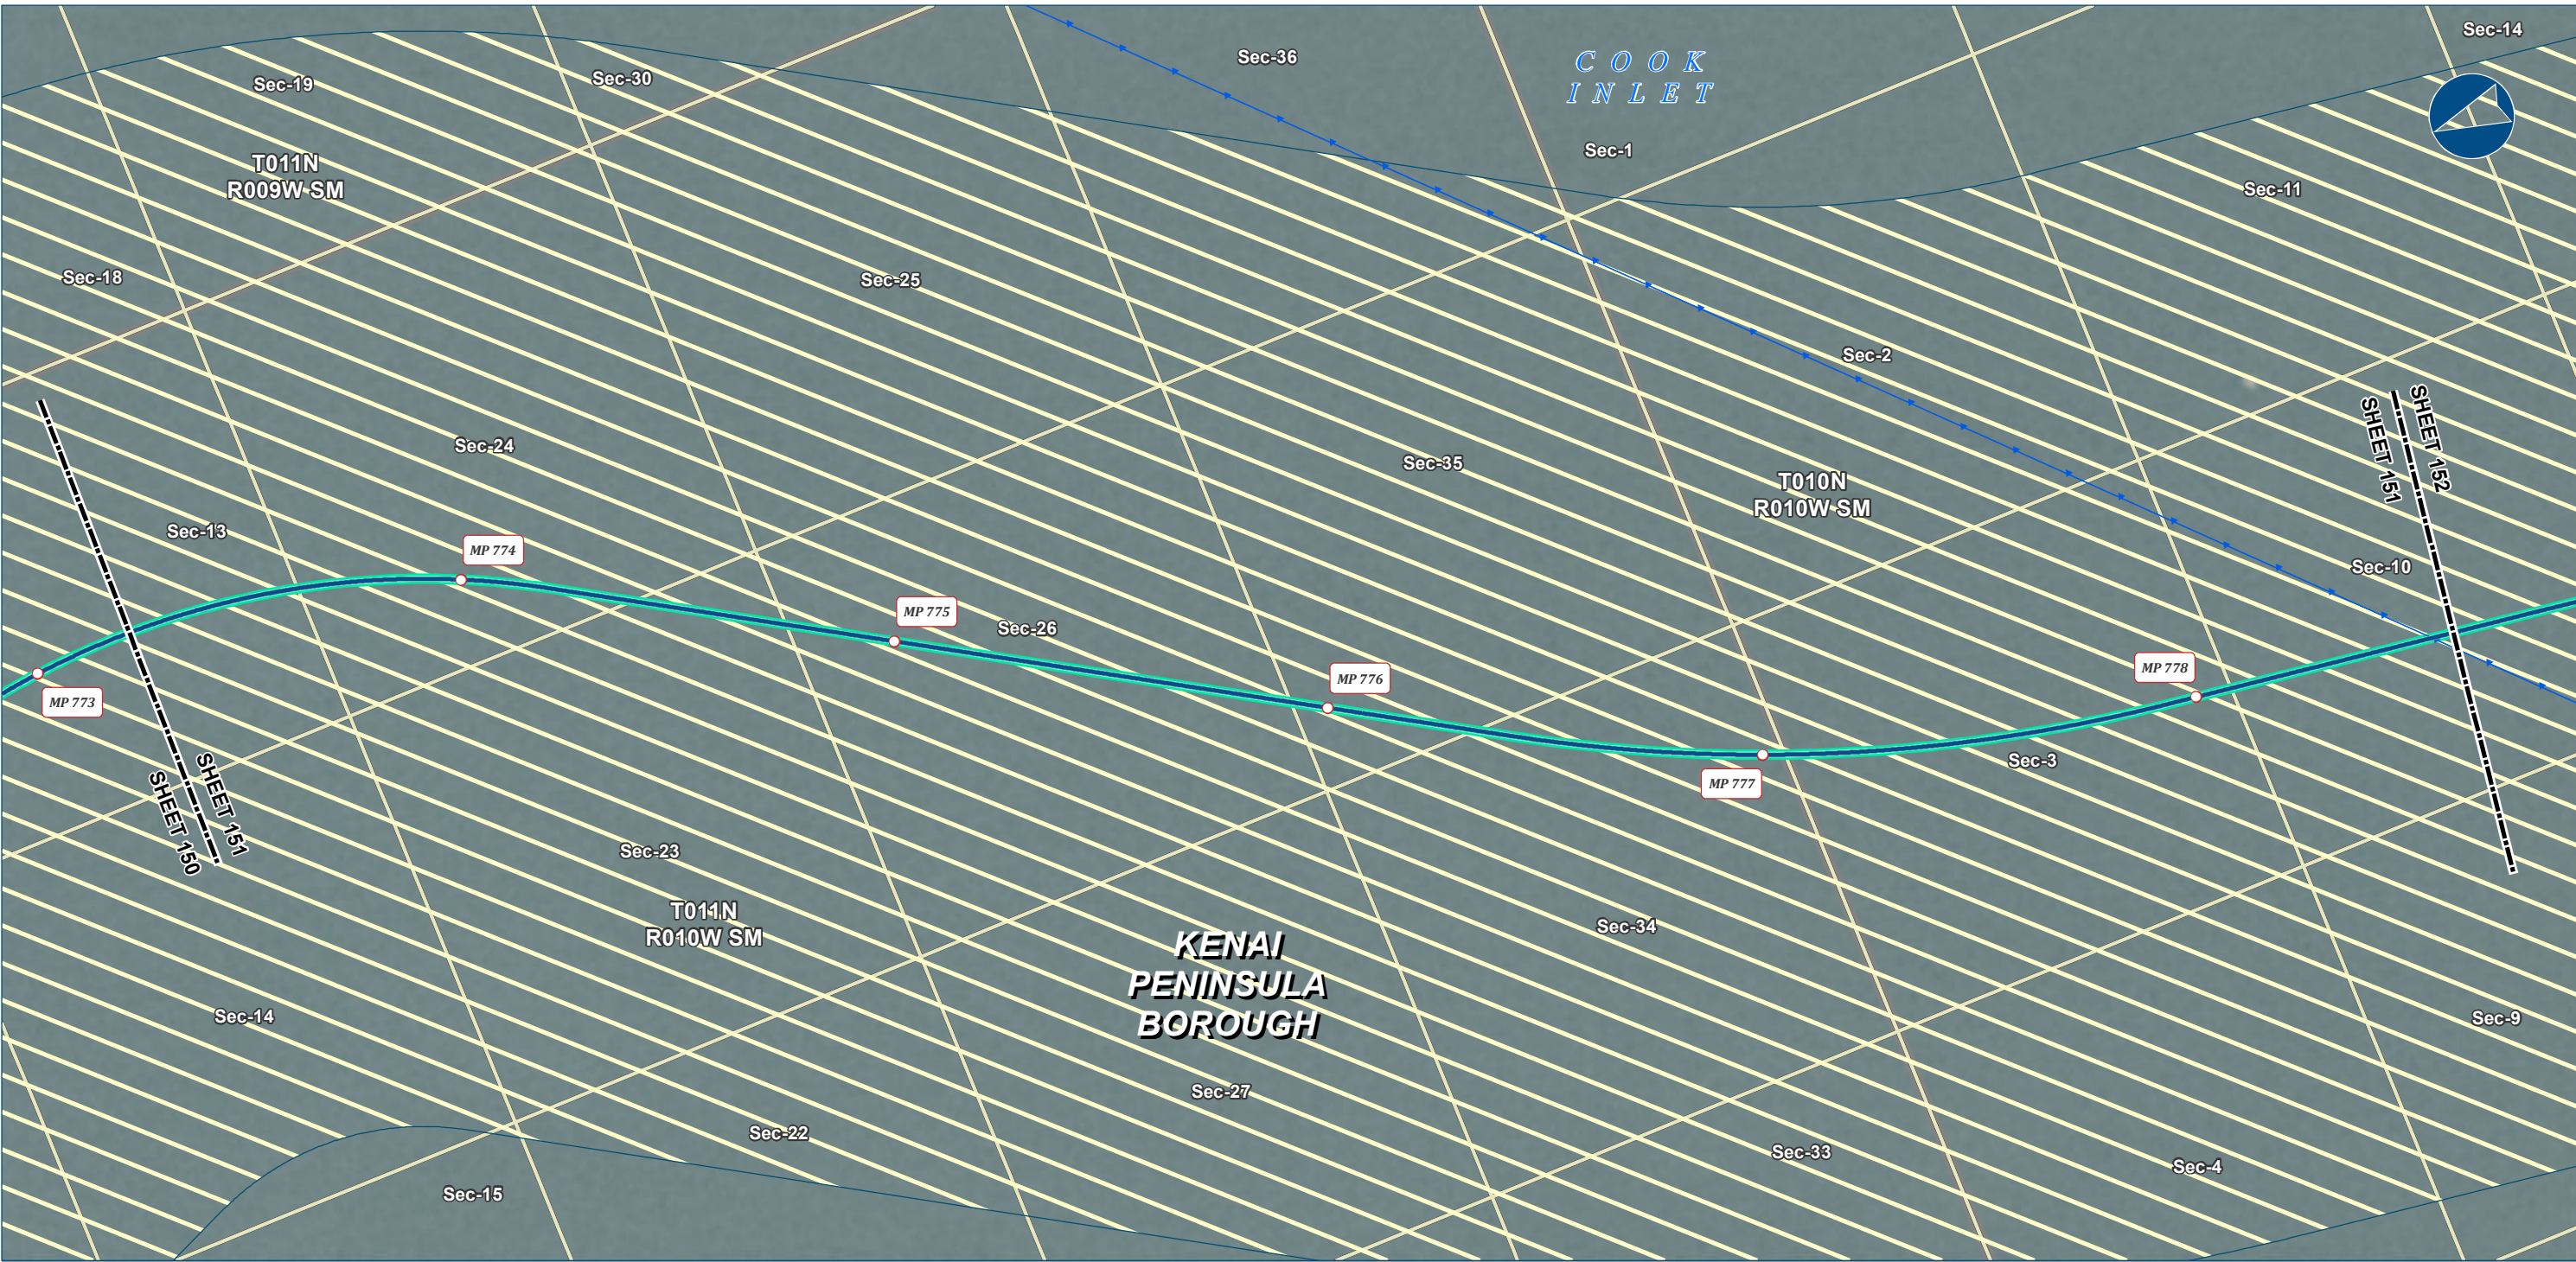 Sec-14
Sec-36
C O O K
I N L E T
Sec-19
Sec-30
Sec-1
T011N
R009W SM
Sec-11
Sec-18
Sec-25
Sec-2
Sec-24
Sec-35
T010N
R010W SM
SHEET 151
SHEET 152
Sec-13
MP 774
Sec-10
MP 775
Sec-26
MP 776
MP 778
MP 773
Sec-3
MP 777
SHEET 150
SHEET 151
Sec-23
T011N
R010W SM
Sec-34
KENAI
PENINSULA
BOROUGH
Sec-14
Sec-9
Sec-27
Sec-22
Sec-33
Sec-4
Sec-15